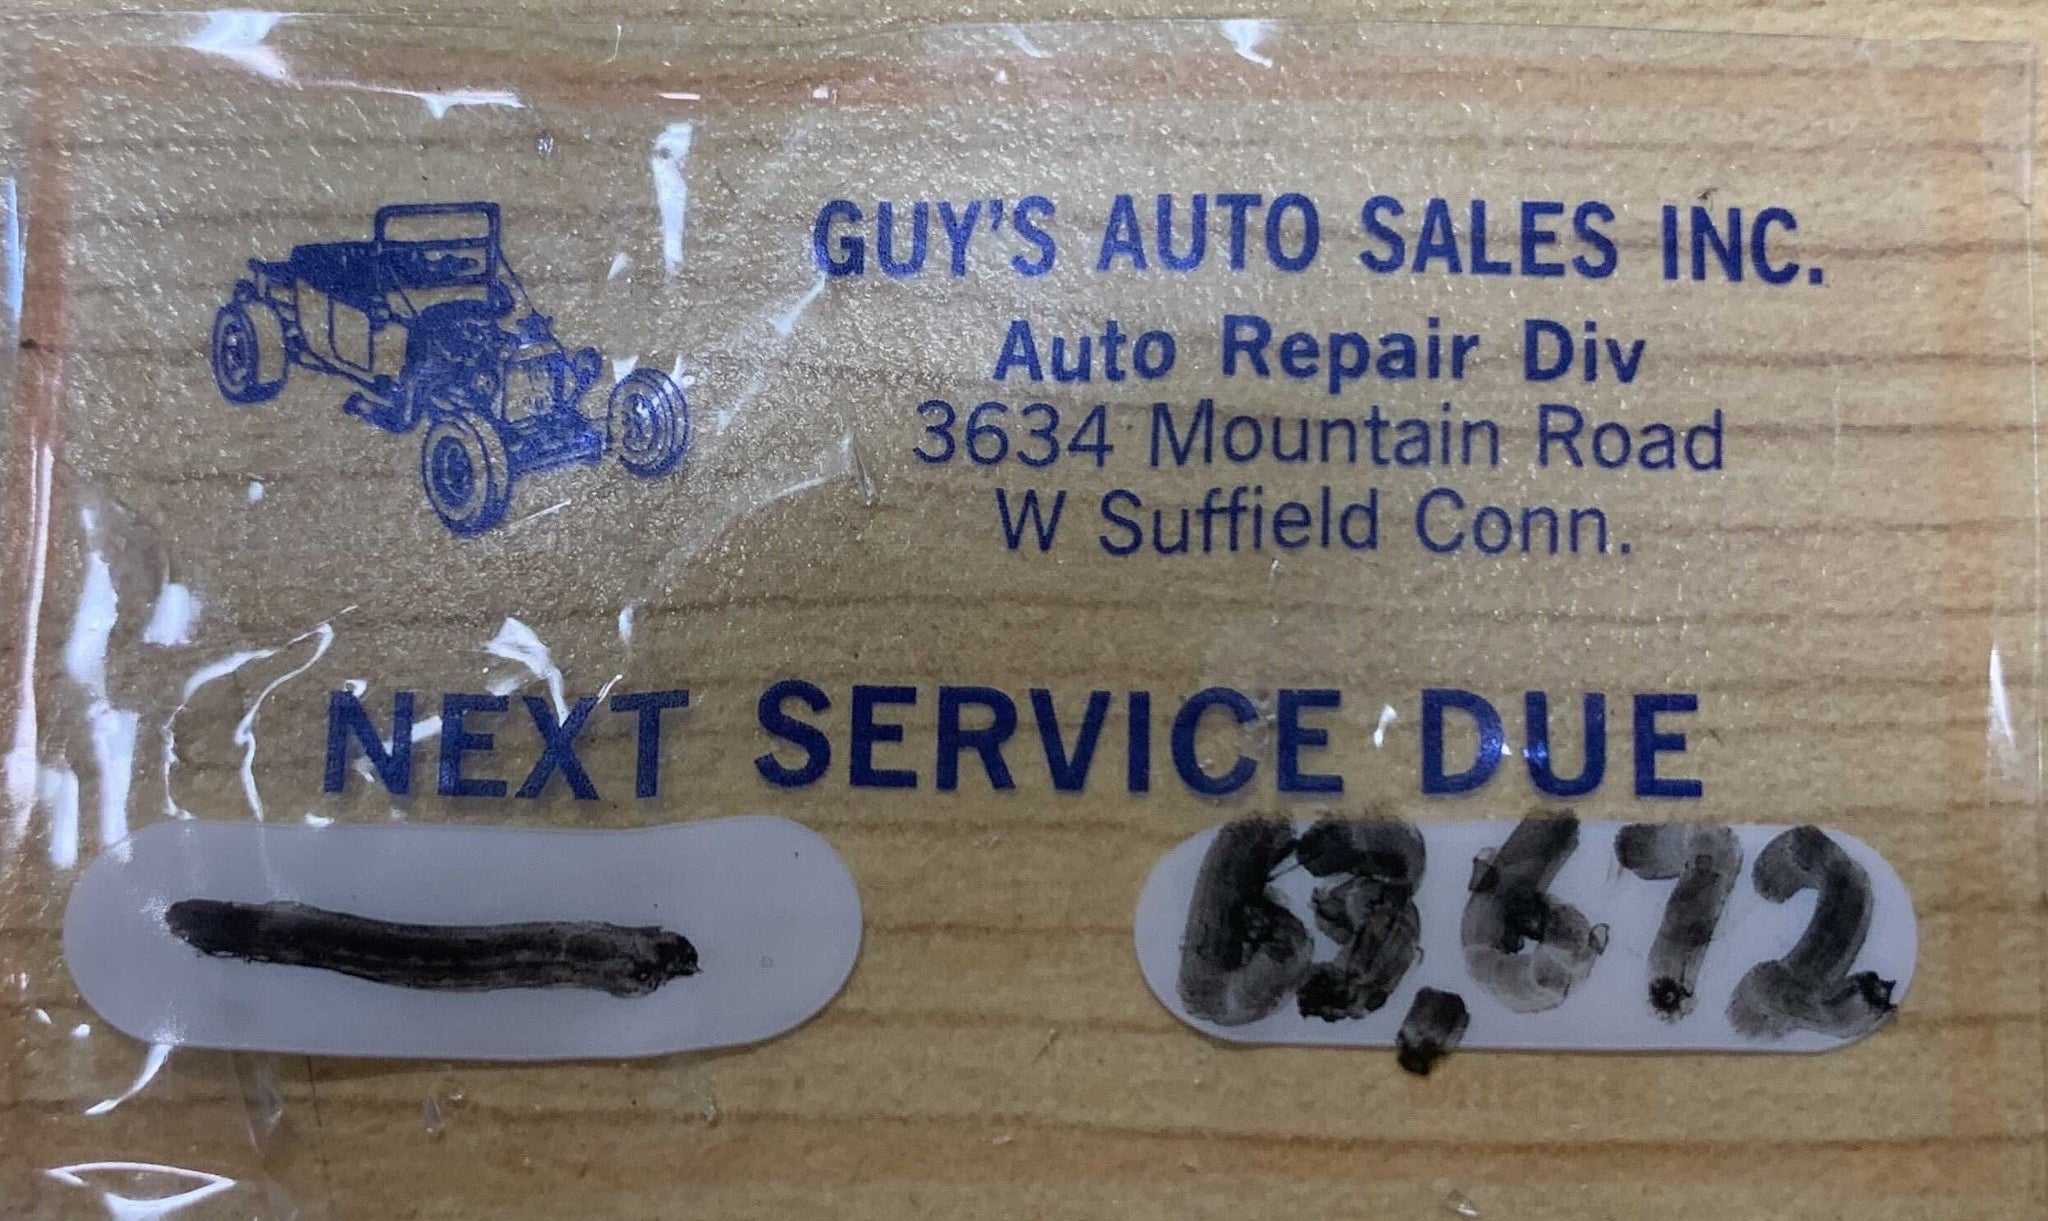 GUY'S AUTO SALES INC.
Auto Repair Div
3634 Mountain Road
W Suffield Conn.
NEXT SERVICE DUE
— 63,672